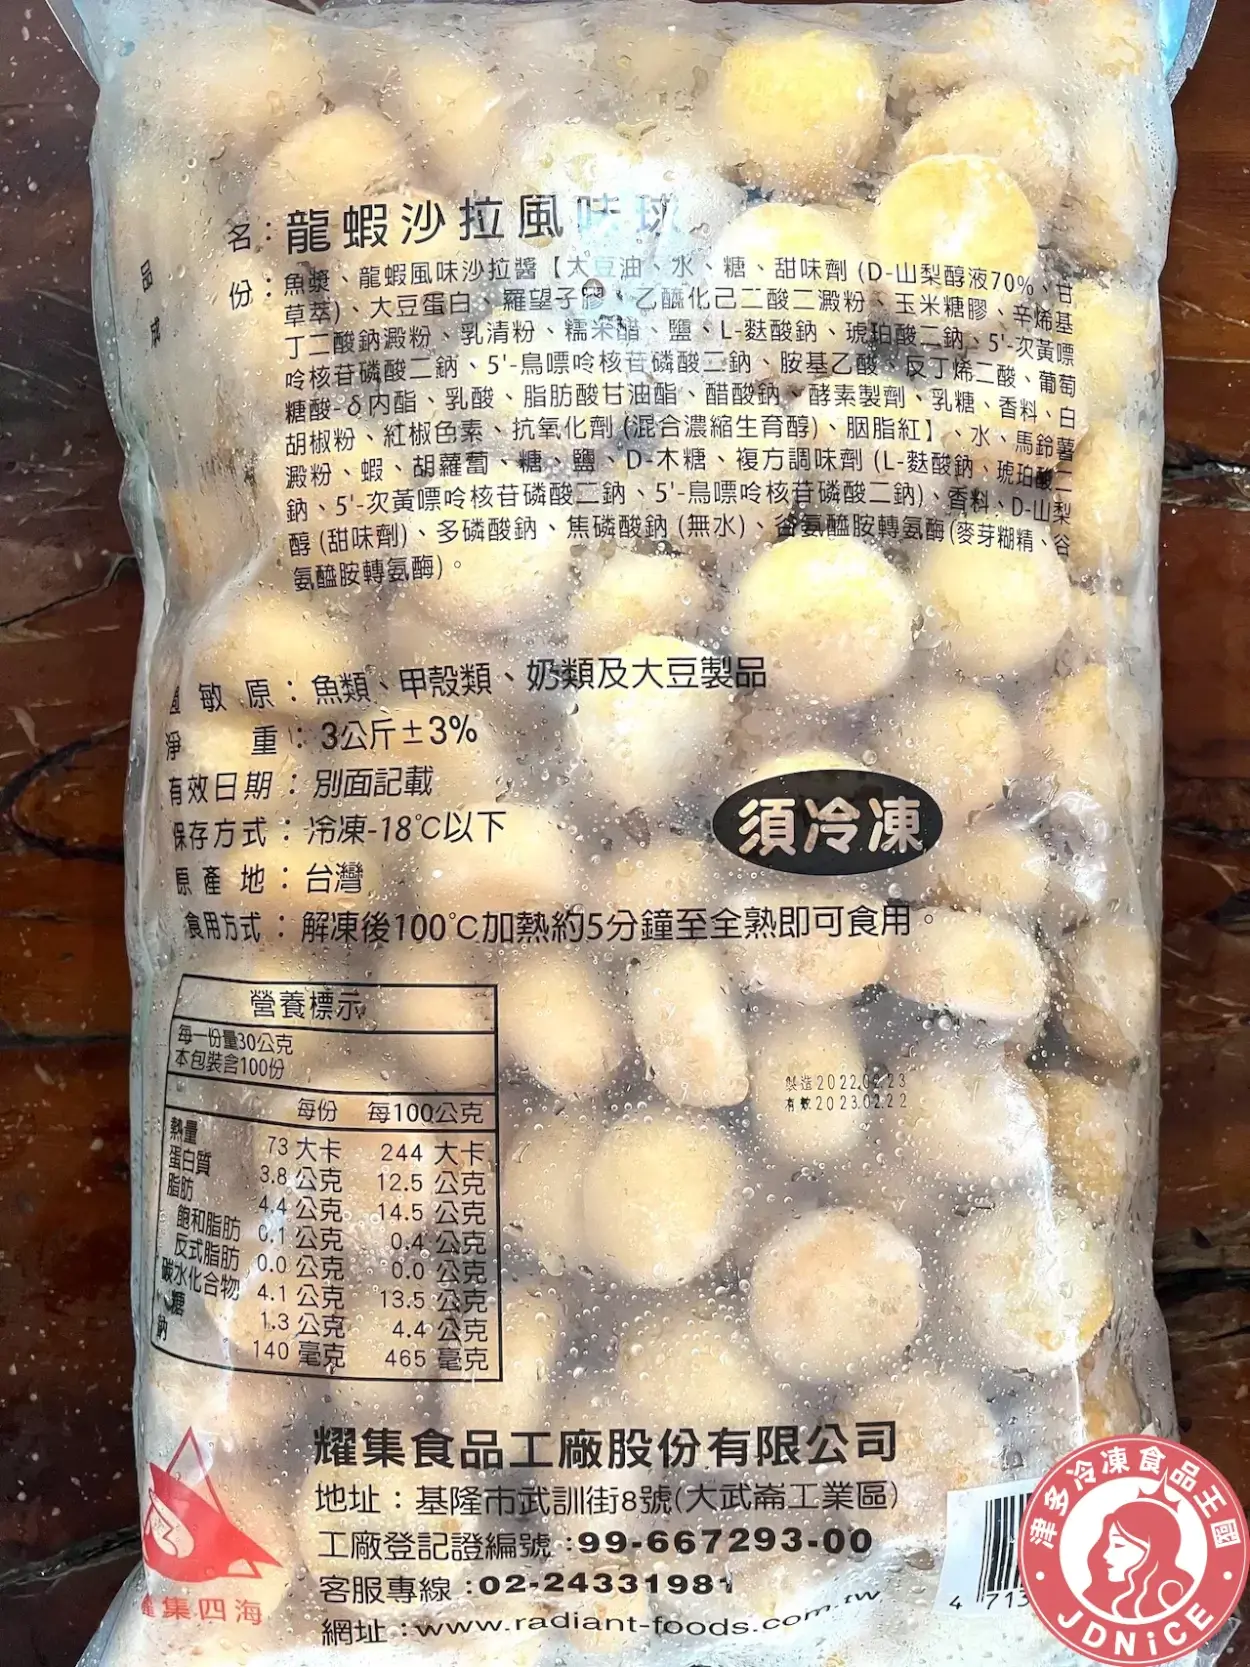 品名：龍蝦沙拉風味球
成份：魚漿、龍蝦風味沙拉醬【大豆油、水、糖、甜味劑 (D-山梨醇液70%、甘
草萃)、大豆蛋白、羅望子膠、乙醯化己二酸二澱粉、玉米糖膠、辛烯基
丁二酸鈉澱粉、乳清粉、糯米醋、鹽、L-麩酸鈉、琥珀酸二鈉、5'-次黃嘌
呤核苷磷酸二鈉、5'-鳥嘌呤核苷磷酸二鈉、胺基乙酸、反丁烯二酸、葡萄
糖酸-δ內酯、乳酸、脂肪酸甘油酯、醋酸鈉、酵素製劑、乳糖、香料、白
胡椒粉、紅椒色素、抗氧化劑 (混合濃縮生育醇)、胭脂紅】、水、馬鈴薯
澱粉、蝦、胡蘿蔔、糖、鹽、D-木糖、複方調味劑 (L-麩酸鈉、琥珀酸二
鈉、5'-次黃嘌呤核苷磷酸二鈉、5'-鳥嘌呤核苷磷酸二鈉)、香料、D-山梨
醇 (甜味劑)、多磷酸鈉、焦磷酸鈉 (無水)、谷氨醯胺轉氨酶 (麥芽糊精、谷
氨醯胺轉氨酶)。
過敏原：魚類、甲殼類、奶類及大豆製品
淨重：3公斤±3%
有效日期：別面記載
保存方式：冷凍-18℃以下
原產地：台灣
食用方式：解凍後100℃加熱約5分鐘至全熟即可食用。
須冷凍
營養標示
每一份量30公克
本包裝含100份
每份 每100公克
熱量 73 大卡 244 大卡
蛋白質 3.8 公克 12.5 公克
脂肪 4.4 公克 14.5 公克
飽和脂肪 0.1 公克 0.4 公克
反式脂肪 0.0 公克 0.0 公克
碳水化合物 4.1 公克 13.5 公克
糖 1.3 公克 4.4 公克
鈉 140 毫克 465 毫克
製造2022.02.23
有效2023.02.22
耀集食品工廠股份有限公司
地址：基隆市武訓街8號(大武崙工業區)
工廠登記證編號:99-667293-00
客服專線:02-24331981
網址:www.radiant-foods.com.tw
耀集四海
4 713
津多冷凍食品王國
JDNiCE